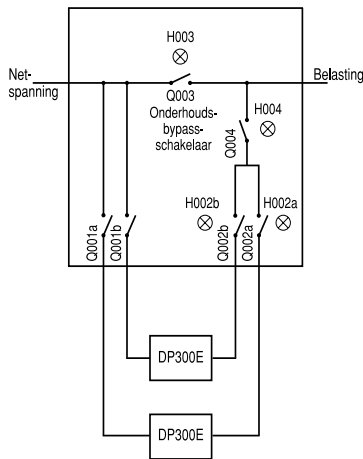 H003
Net-
spanning
Belasting
Q003
Onderhouds-
bypass-
schakelaar
H004
Q004
H002b
H002a
Q001a
Q001b
Q002b
Q002a
DP300E
DP300E